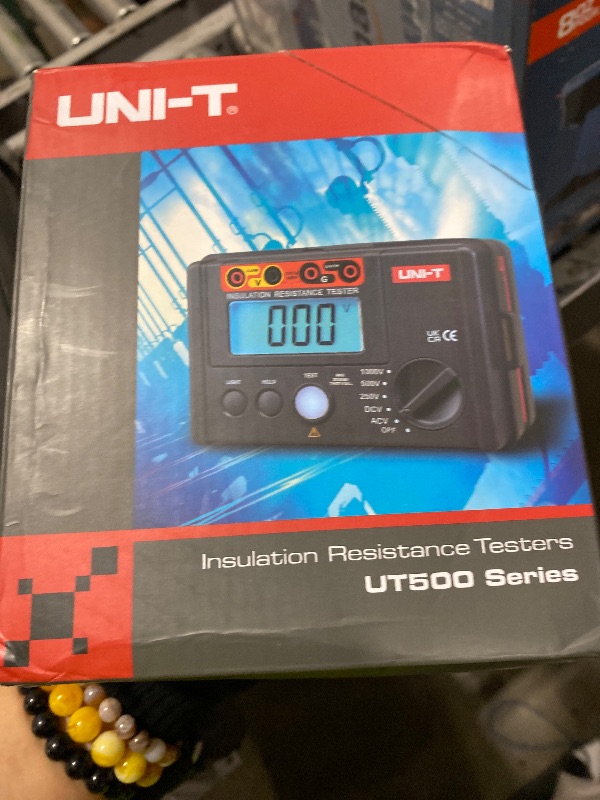 UNI-T®
UNI-T
V
G
INSULATION RESISTANCE TESTER
000 V
UK CA CE
LIGHT HELP TEST
1000V
500V
250V
DCV
ACV
OFF
Insulation Resistance Testers
UT500 Series